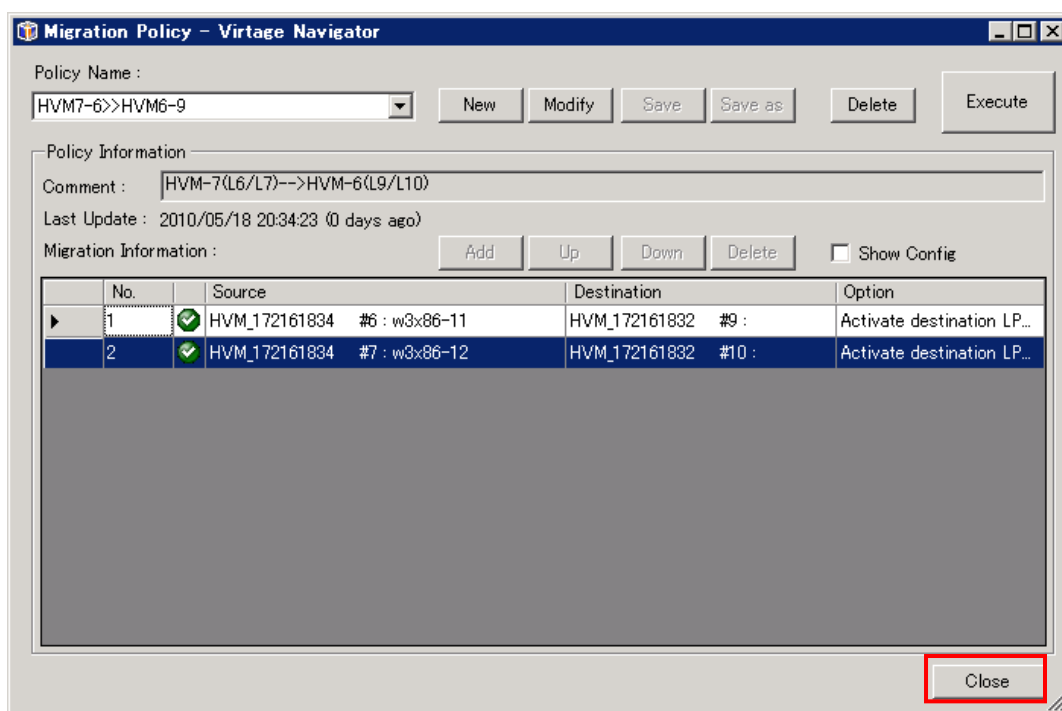 Migration Policy - Virtage Navigator
Policy Name :
HVM7-6>>HVM6-9 New Modify Save Save as Delete Execute
Policy Information
Comment : HVM-7(L6/L7)-->HVM-6(L9/L10)
Last Update : 2010/05/18 20:34:23 (0 days ago)
Migration Information : Add Up Down Delete Show Config
No. Source Destination Option
1 HVM_172161834 #6 : w3x86-11 HVM_172161832 #9 : Activate destination LP...
2 HVM_172161834 #7 : w3x86-12 HVM_172161832 #10 : Activate destination LP...
Close